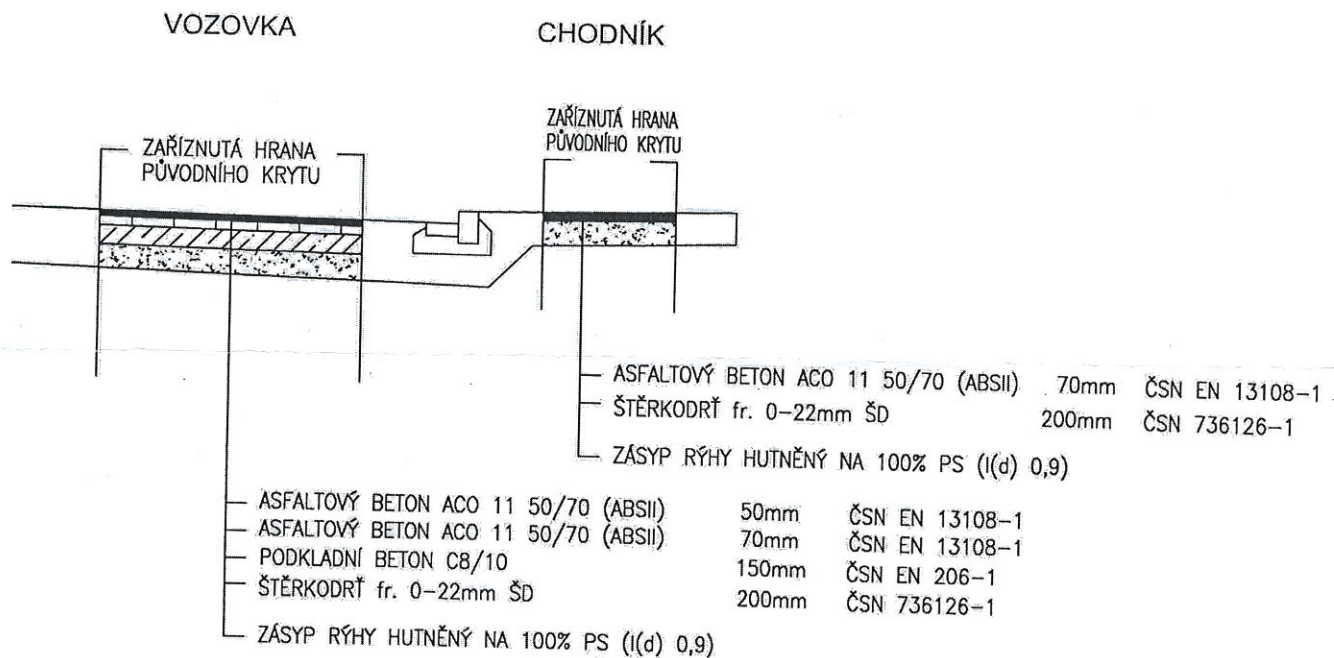 VOZOVKA
CHODNÍK
ZAŘÍZNUTÁ HRANA
PŮVODNÍHO KRYTU
ZAŘÍZNUTÁ HRANA
PŮVODNÍHO KRYTU
ASFALTOVÝ BETON ACO 11 50/70 (ABSII) 70mm ČSN EN 13108-1
ŠTĚRKODRŤ fr. 0-22mm ŠD 200mm ČSN 736126-1
ZÁSYP RÝHY HUTNĚNÝ NA 100% PS (I(d) 0,9)
ASFALTOVÝ BETON ACO 11 50/70 (ABSII) 50mm ČSN EN 13108-1
ASFALTOVÝ BETON ACO 11 50/70 (ABSII) 70mm ČSN EN 13108-1
PODKLADNÍ BETON C8/10 150mm ČSN EN 206-1
ŠTĚRKODRŤ fr. 0-22mm ŠD 200mm ČSN 736126-1
ZÁSYP RÝHY HUTNĚNÝ NA 100% PS (I(d) 0,9)